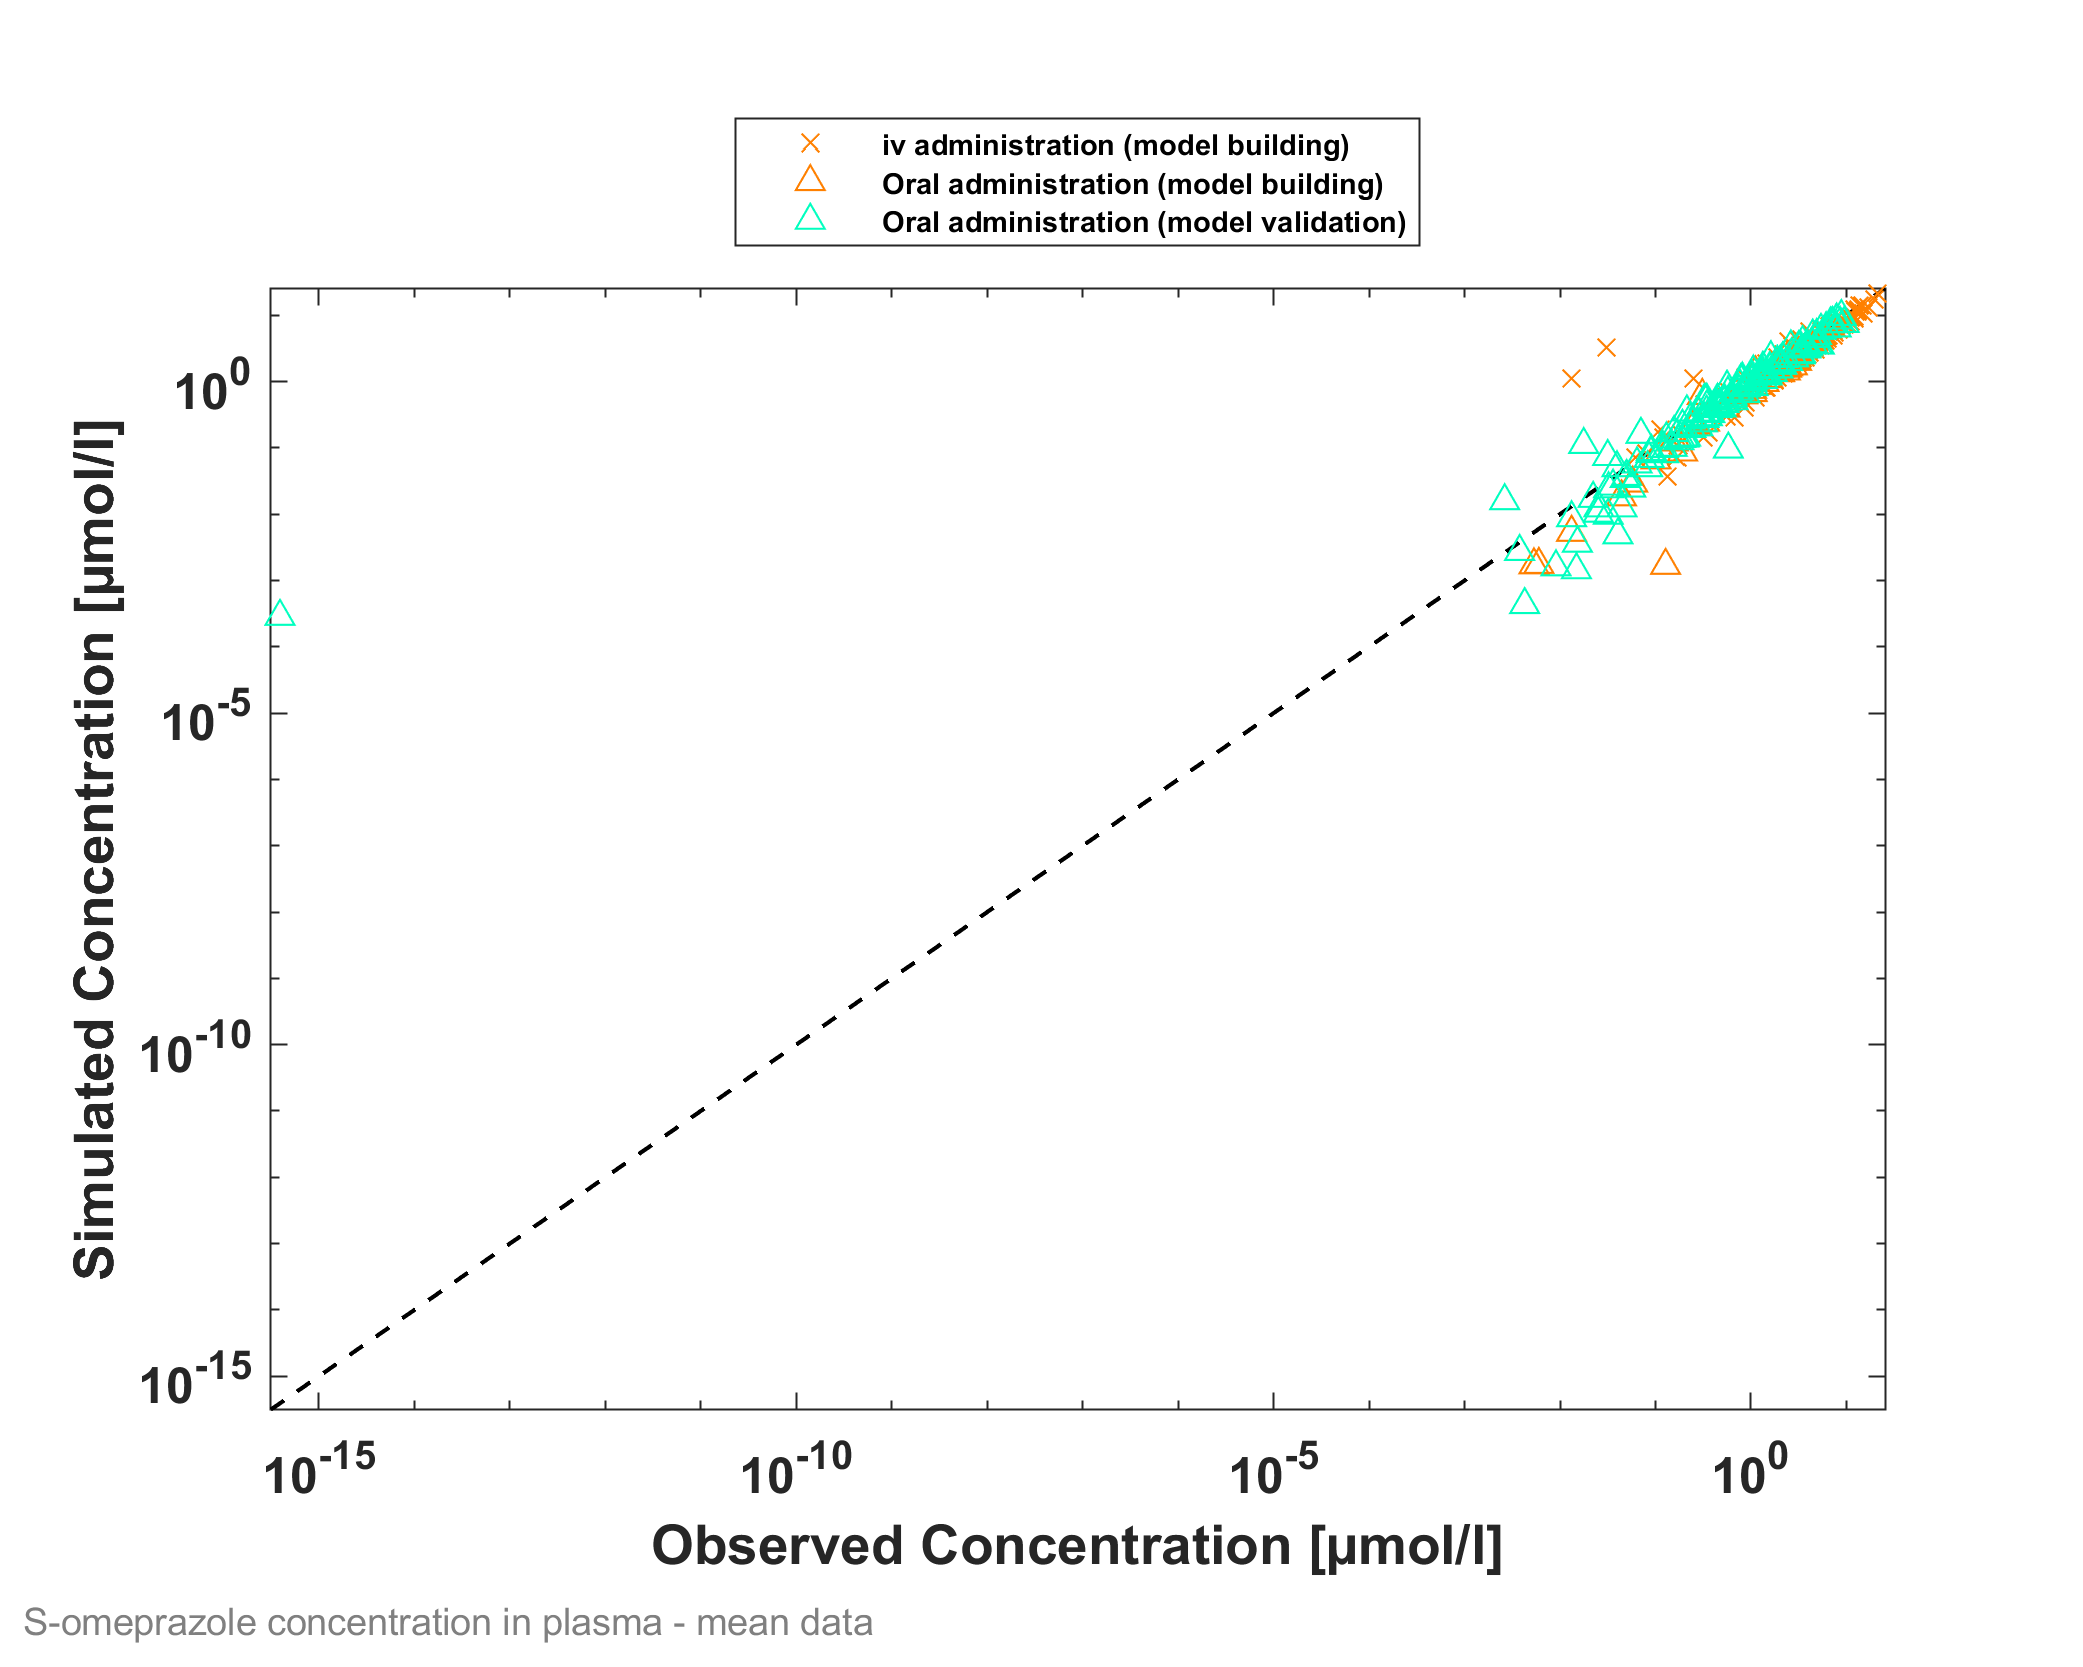 iv administration (model building)
Oral administration (model building)
Oral administration (model validation)
Simulated Concentration [µmol/l]
10^0
10^-5
10^-10
10^-15
10^-15 10^-10 10^-5 10^0
Observed Concentration [µmol/l]
S-omeprazole concentration in plasma - mean data